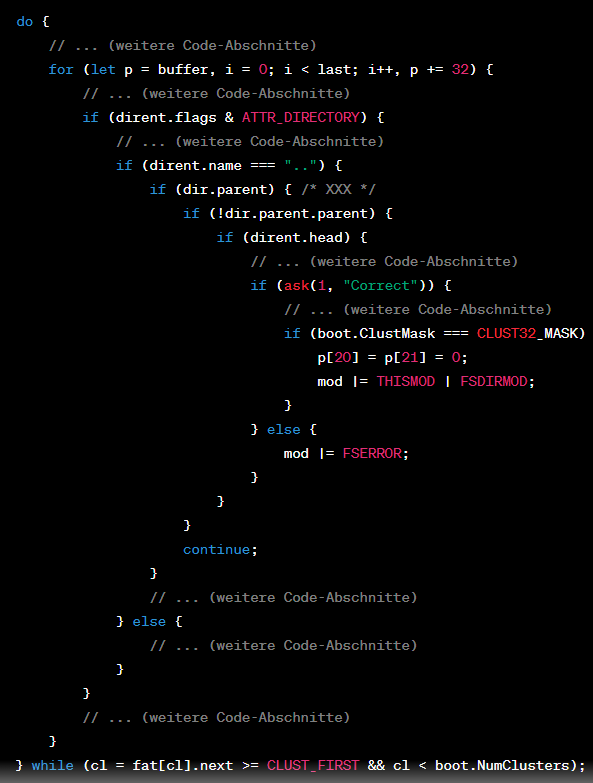 do {
    // ... (weitere Code-Abschnitte)
    for (let p = buffer, i = 0; i < last; i++, p += 32) {
        // ... (weitere Code-Abschnitte)
        if (dirent.flags & ATTR_DIRECTORY) {
            // ... (weitere Code-Abschnitte)
            if (dirent.name === "..") {
                if (dir.parent) { /* XXX */
                    if (!dir.parent.parent) {
                        if (dirent.head) {
                            // ... (weitere Code-Abschnitte)
                            if (ask(1, "Correct")) {
                                // ... (weitere Code-Abschnitte)
                                if (boot.ClustMask === CLUST32_MASK)
                                    p[20] = p[21] = 0;
                                    mod |= THISMOD | FSDIRMOD;
                                }
                            } else {
                                mod |= FSERROR;
                            }
                        }
                    }
                    continue;
                }
                // ... (weitere Code-Abschnitte)
            } else {
                // ... (weitere Code-Abschnitte)
            }
        }
        // ... (weitere Code-Abschnitte)
    }
} while (cl = fat[cl].next >= CLUST_FIRST && cl < boot.NumClusters);